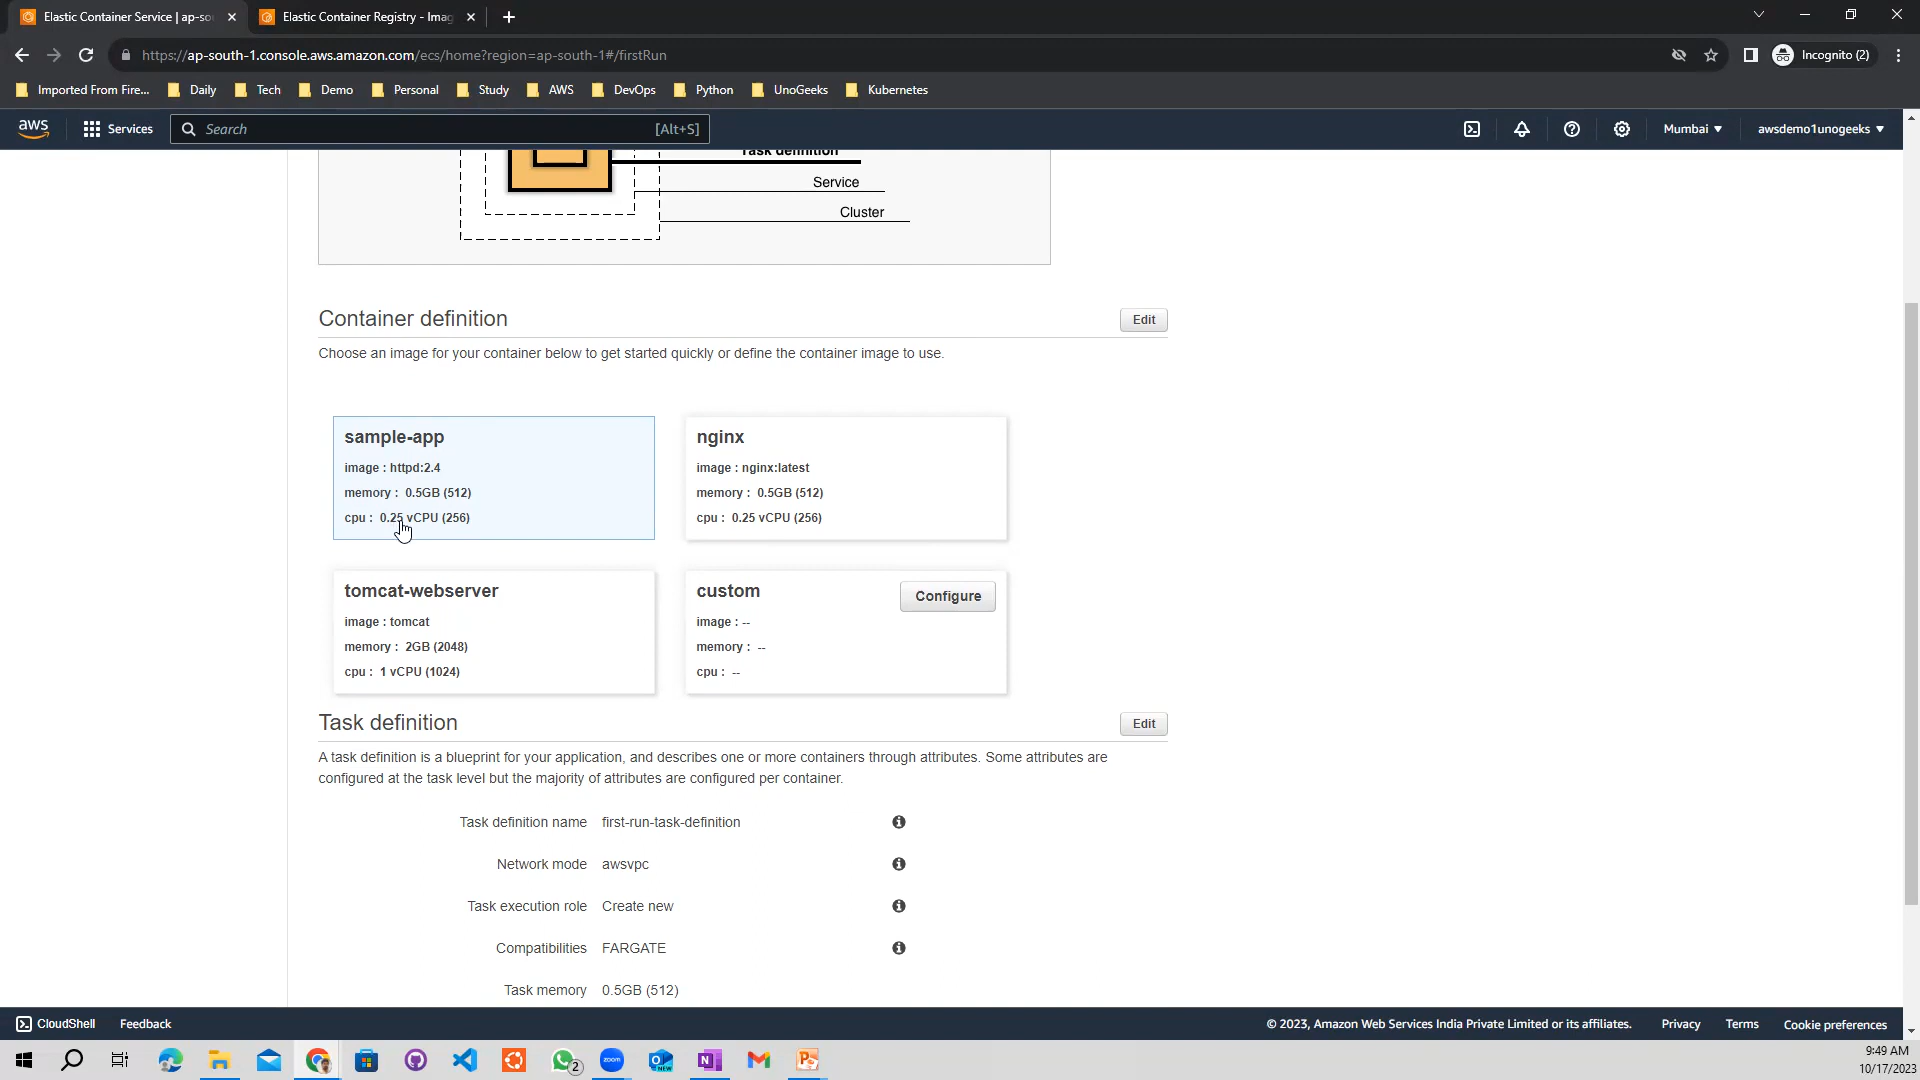 Elastic Container Service | ap-so
Elastic Container Registry - Imag
https://ap-south-1.console.aws.amazon.com/ecs/home?region=ap-south-1#/firstRun
Incognito (2)
Imported From Fire...
Daily
Tech
Demo
Personal
Study
AWS
DevOps
Python
UnoGeeks
Kubernetes
aws
Services
Search
[Alt+S]
Mumbai
awsdemo1unogeeks
Task definition
Service
Cluster
Container definition
Edit
Choose an image for your container below to get started quickly or define the container image to use.
sample-app
image : httpd:2.4
memory : 0.5GB (512)
cpu : 0.25 vCPU (256)
nginx
image : nginx:latest
memory : 0.5GB (512)
cpu : 0.25 vCPU (256)
tomcat-webserver
image : tomcat
memory : 2GB (2048)
cpu : 1 vCPU (1024)
custom
Configure
image : --
memory : --
cpu : --
Task definition
Edit
A task definition is a blueprint for your application, and describes one or more containers through attributes. Some attributes are
configured at the task level but the majority of attributes are configured per container.
Task definition name first-run-task-definition
Network mode awsvpc
Task execution role Create new
Compatibilities FARGATE
Task memory 0.5GB (512)
CloudShell
Feedback
© 2023, Amazon Web Services India Private Limited or its affiliates.
Privacy
Terms
Cookie preferences
2
zoom
NEW
9:49 AM
10/17/2023